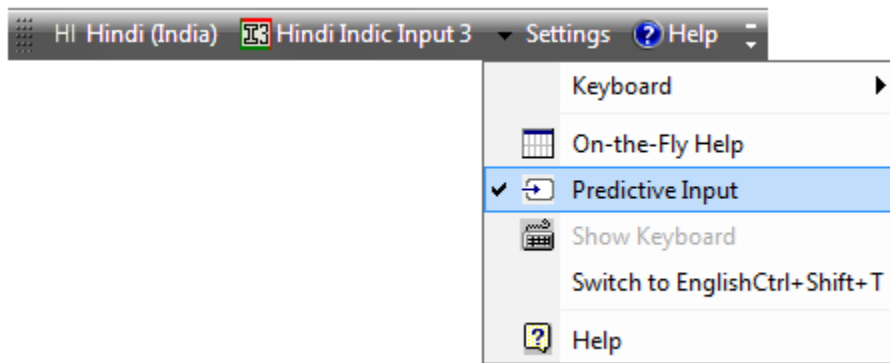 HI Hindi (India) I3 Hindi Indic Input 3 Settings ? Help
Keyboard
On-the-Fly Help
Predictive Input
Show Keyboard
Switch to EnglishCtrl+Shift+T
? Help